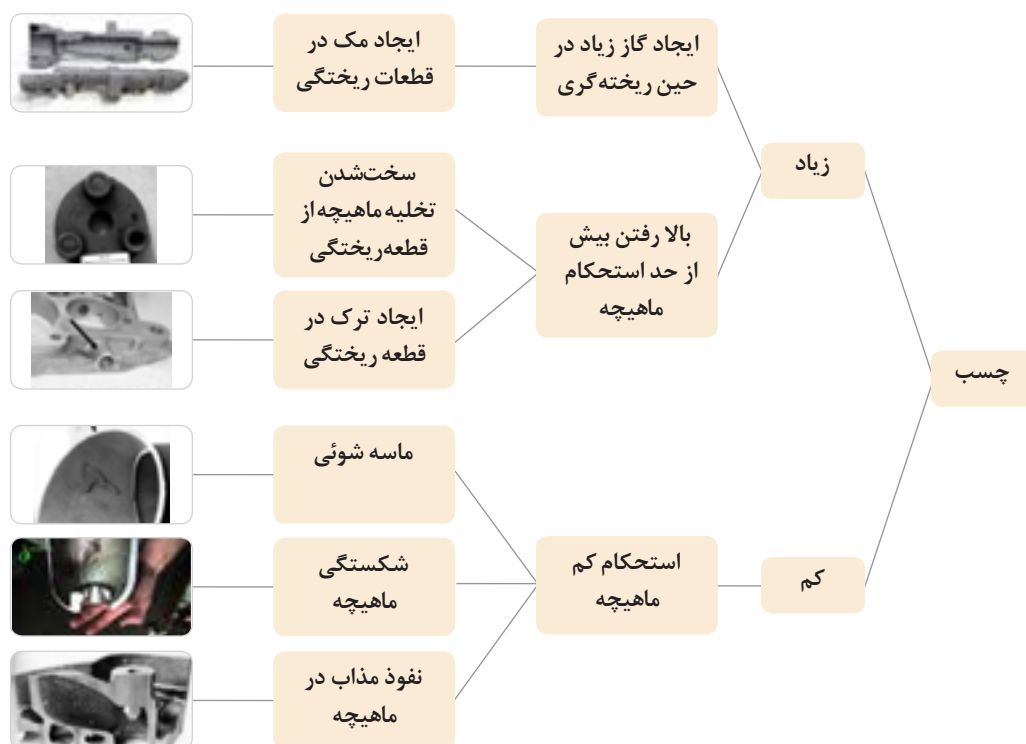 چسب
زیاد
ایجاد گاز زیاد در
حین ریخته‌گری
ایجاد مک در
قطعات ریختگی
بالا رفتن بیش
از حد استحکام
ماهیچه
سخت‌شدن
تخلیه ماهیچه از
قطعه‌ریختگی
ایجاد ترک در
قطعه ریختگی
کم
استحکام کم
ماهیچه
ماسه شوئی
شکستگی
ماهیچه
نفوذ مذاب در
ماهیچه